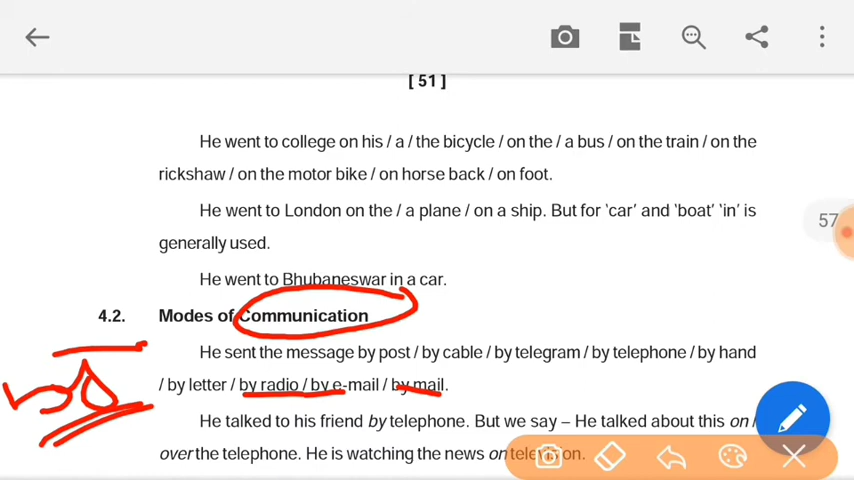 [ 51 ]
He went to college on his / a / the bicycle / on the / a bus / on the train / on the
rickshaw / on the motor bike / on horse back / on foot.
He went to London on the / a plane / on a ship. But for ‘car’ and ‘boat’ ‘in’ is
generally used.
57
He went to Bhubaneswar in a car.
4.2. Modes of Communication
He sent the message by post / by cable / by telegram / by telephone / by hand
/ by letter / by radio / by e-mail / by mail.
He talked to his friend by telephone. But we say – He talked about this on /
over the telephone. He is watching the news on television.